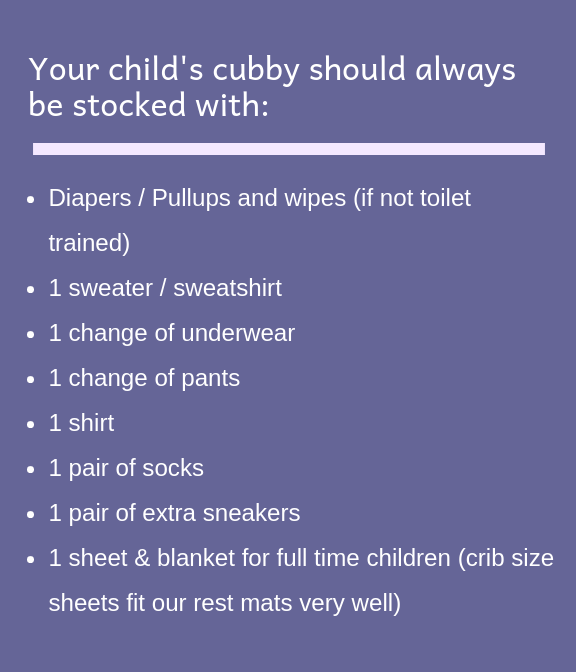 Your child's cubby should always
be stocked with:
• Diapers / Pullups and wipes (if not toilet
trained)
• 1 sweater / sweatshirt
• 1 change of underwear
• 1 change of pants
• 1 shirt
• 1 pair of socks
• 1 pair of extra sneakers
• 1 sheet & blanket for full time children (crib size
sheets fit our rest mats very well)